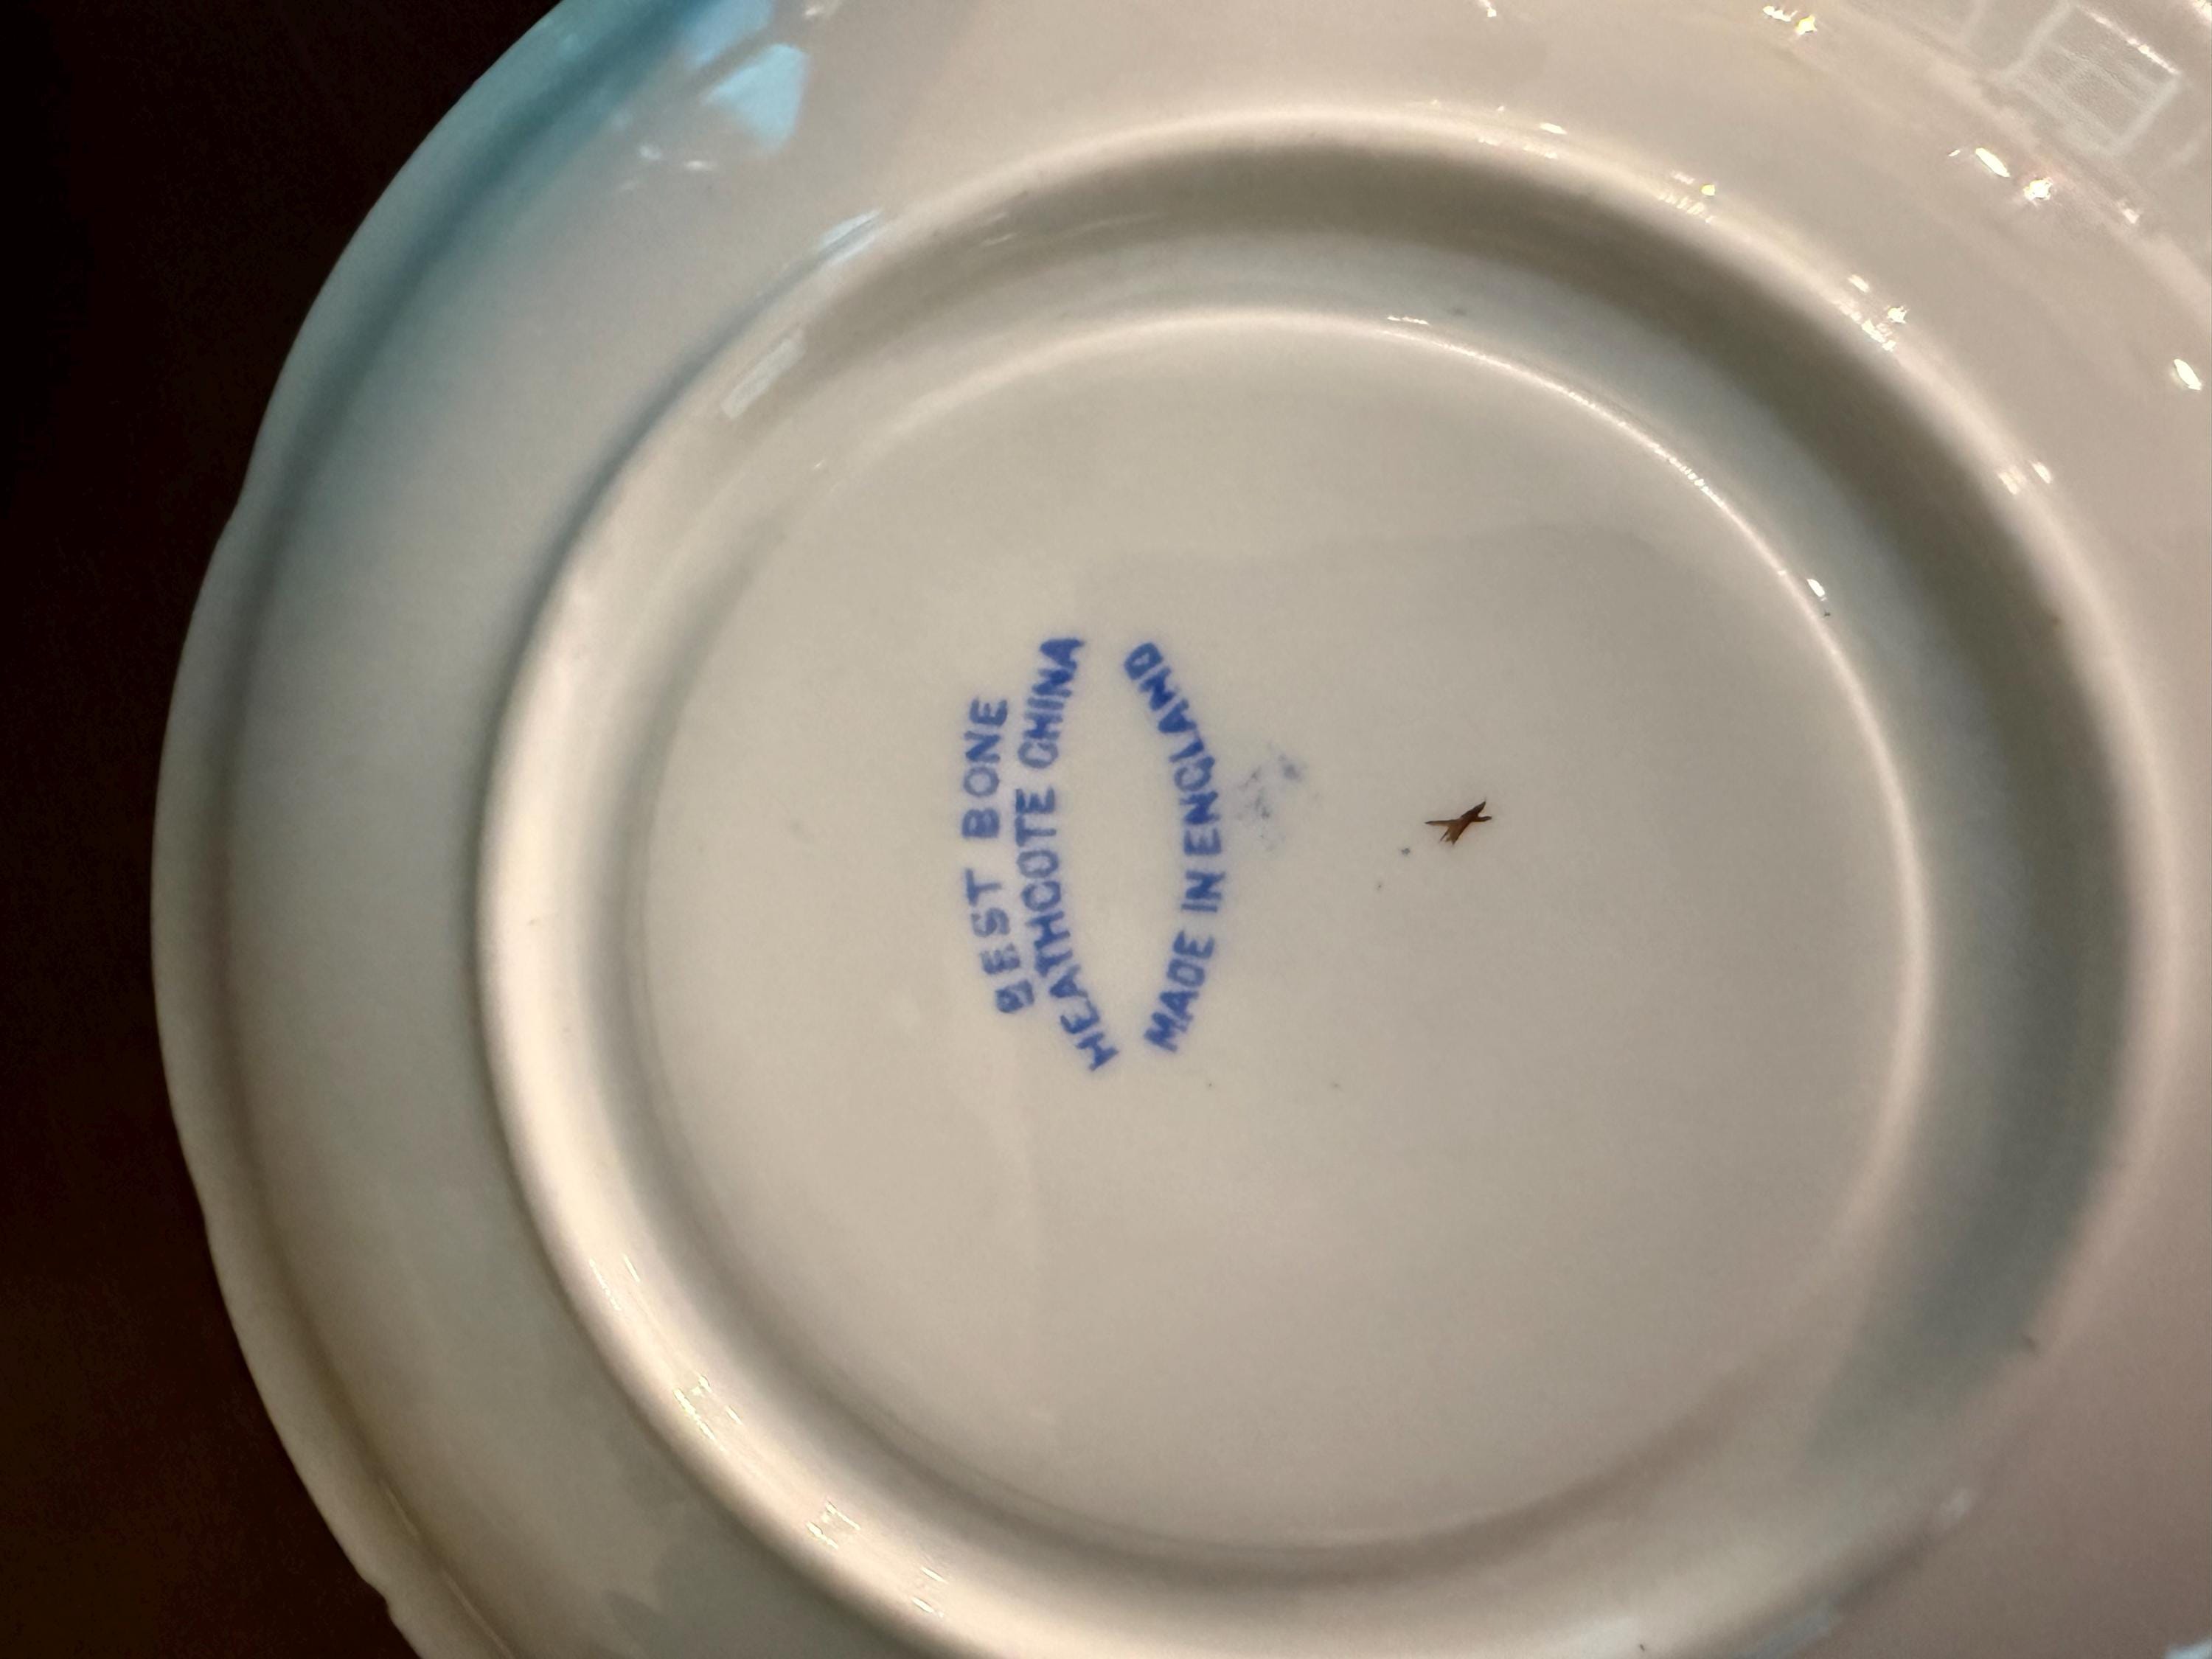 BEST BONE
HEATHCOTE CHINA
MADE IN ENGLAND